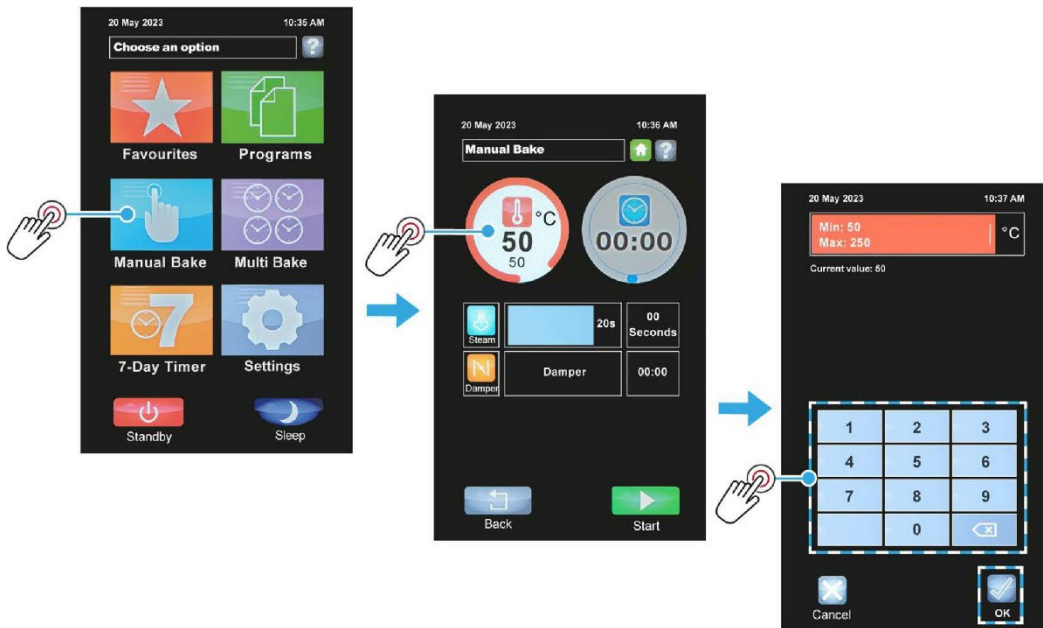 20 May 2023 10:35 AM
Choose an option ?
Favourites Programs
Manual Bake Multi Bake
7
7-Day Timer Settings
Standby Sleep
20 May 2023 10:36 AM
Manual Bake ?
°C
50 00:00
50
20s 00 Seconds
Steam
Damper 00:00
Damper
Back Start
20 May 2023 10:37 AM
Min: 50 °C
Max: 250
Current value: 50
1 2 3
4 5 6
7 8 9
0
Cancel OK